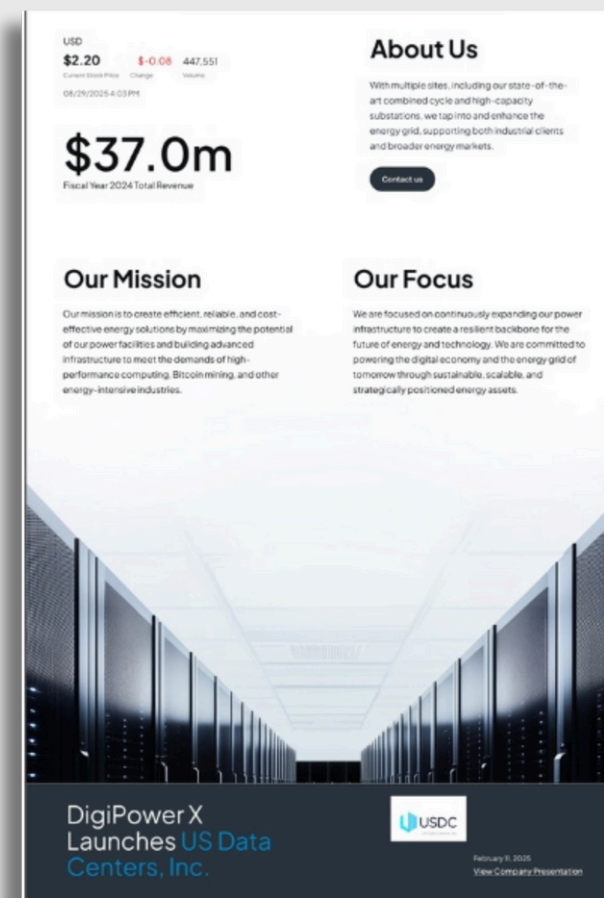 USD
$2.20 $-0.08 447,551
Current Stock Price Change Volume
08/29/2025 4:03 PM
$37.0m
Fiscal Year 2024 Total Revenue
About Us
With multiple sites, including our state-of-the-
art combined cycle and high-capacity
substations, we tap into and enhance the
energy grid, supporting both industrial clients
and broader energy markets.
Contact us
Our Mission
Our mission is to create efficient, reliable, and cost-
effective energy solutions by maximizing the potential
of our power facilities and building advanced
infrastructure to meet the demands of high-
performance computing, Bitcoin mining, and other
energy-intensive industries.
Our Focus
We are focused on continuously expanding our power
infrastructure to create a resilient backbone for the
future of energy and technology. We are committed to
powering the digital economy and the energy grid of
tomorrow through sustainable, scalable, and
strategically positioned energy assets.
DigiPower X
Launches US Data
Centers, Inc.
USDC
February 11, 2025
View Company Presentation